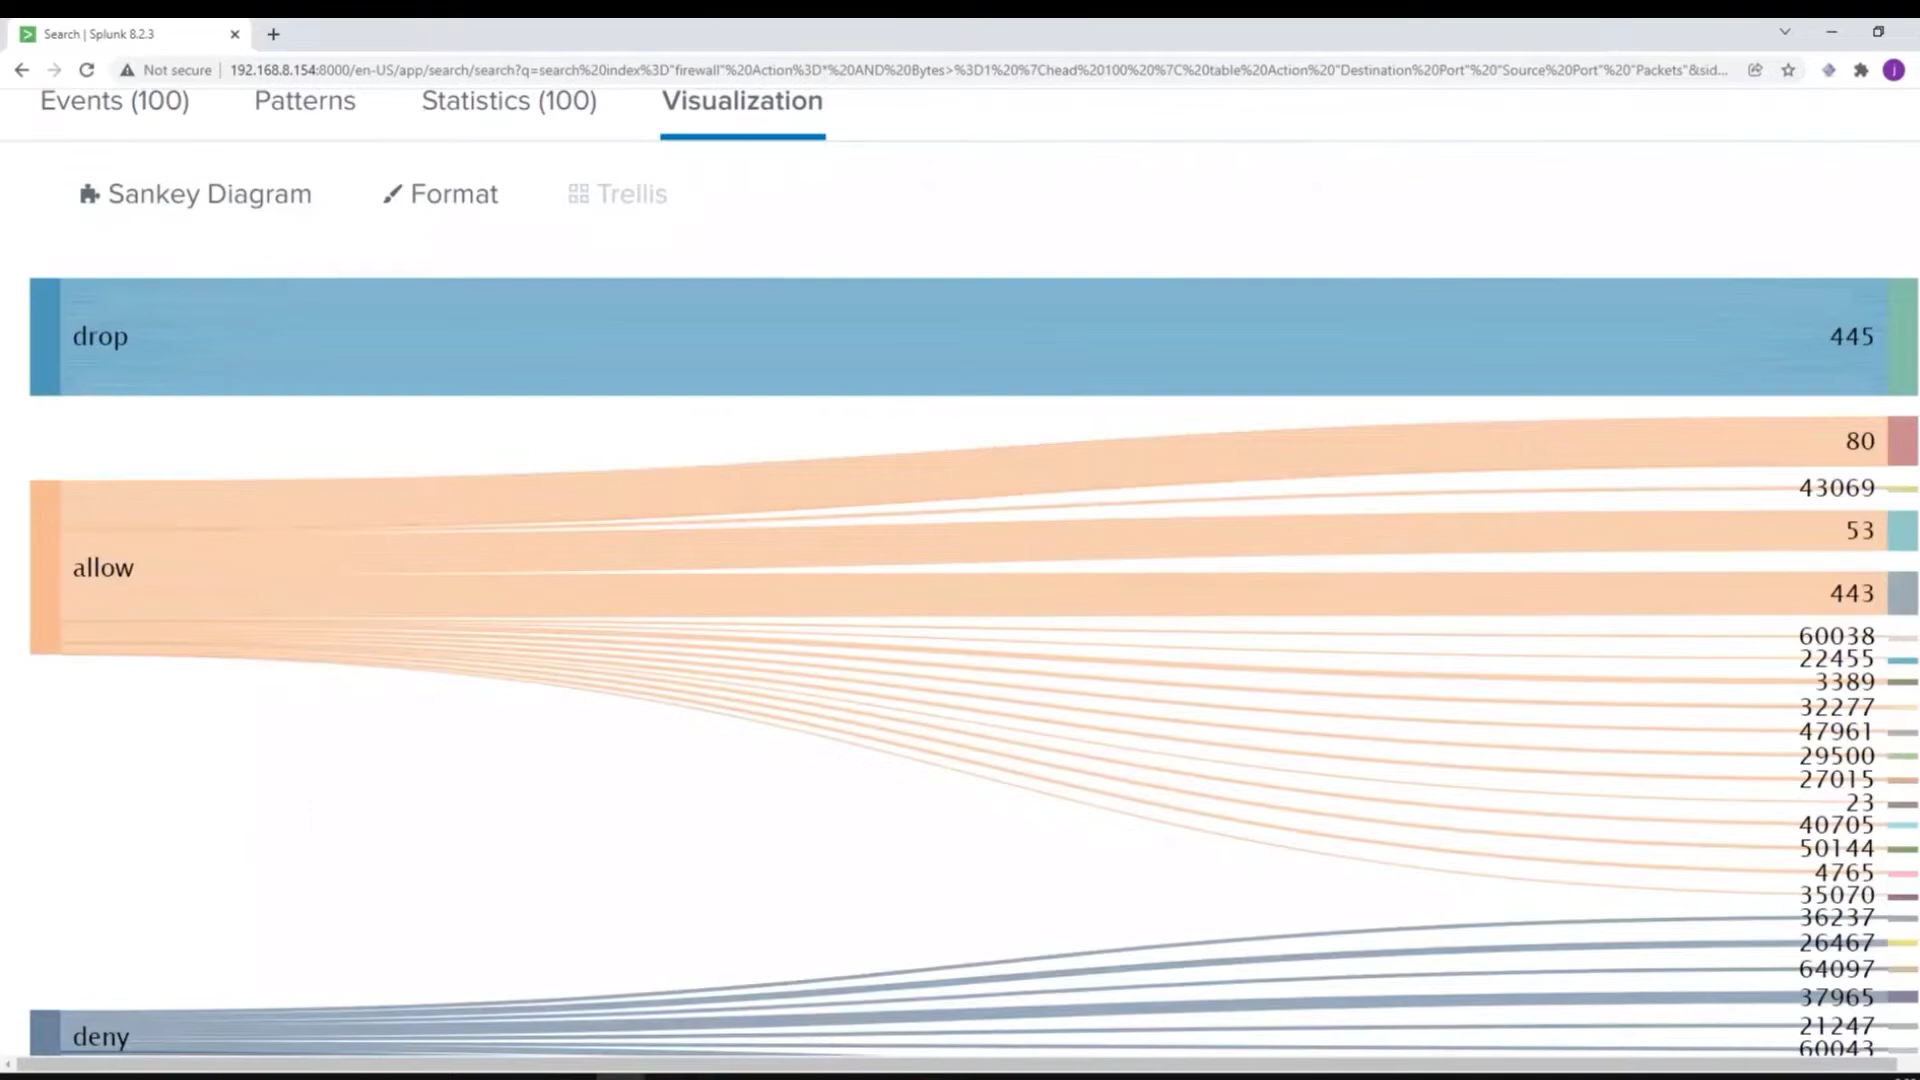 Search | Splunk 8.2.3
Not secure
192.168.8.154:8000/en-US/app/search/search?q=search%20index%3D"firewall"%20Action%3D*%20AND%20Bytes>%3D1%20%7Chead%20100%20%7C%20table%20Action%20"Destination%20Port"%20"Source%20Port"%20"Packets"&sid...
j
Events (100)
Patterns
Statistics (100)
Visualization
Sankey Diagram
Format
Trellis
drop
445
80
43069
53
allow
443
60038
22455
3389
32277
47961
29500
27015
23
40705
50144
4765
35070
36237
26467
64097
37965
21247
deny
60043